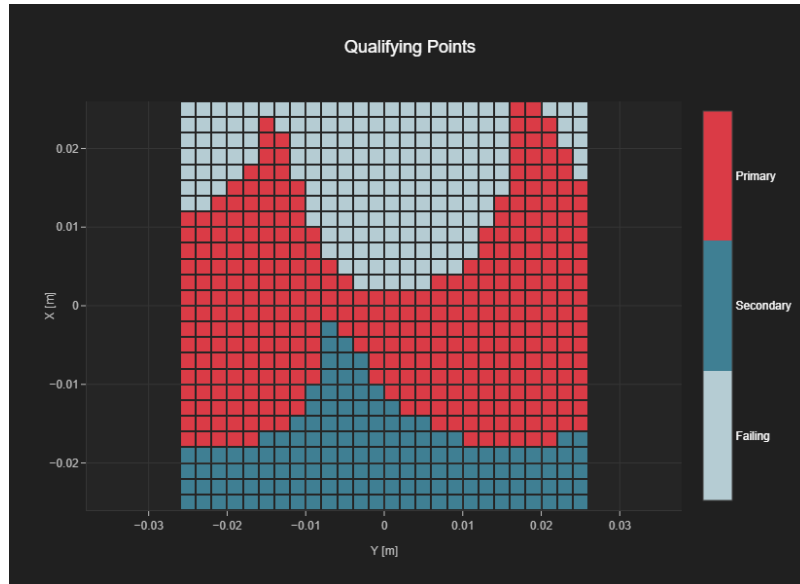 Qualifying Points
Primary
Secondary
Failing
0.02
0.01
0
−0.01
−0.02
X [m]
−0.03
−0.02
−0.01
0
0.01
0.02
0.03
Y [m]